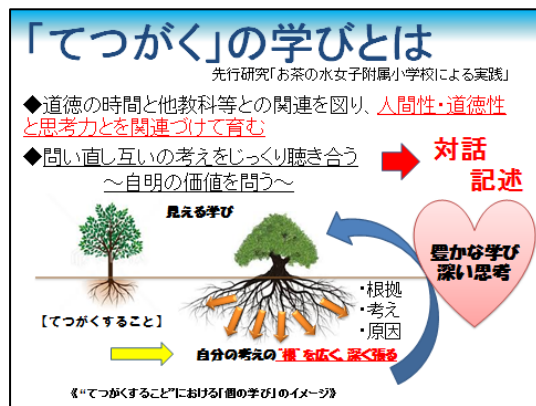 「てつがく」の学びとは
先行研究「お茶の水女子附属小学校による実践」
◆道徳の時間と他教科等との関連を図り、人間性・道徳性
と思考力とを関連づけて育む
◆問い直し互いの考えをじっくり聴き合う
～自明の価値を問う～
対話
記述
見える学び
豊かな学び
深い思考
・根拠
・考え
・原因
【てつがくすること】
自分の考えの"根"を広く、深く張る
《"てつがくすること"における「個の学び」のイメージ》